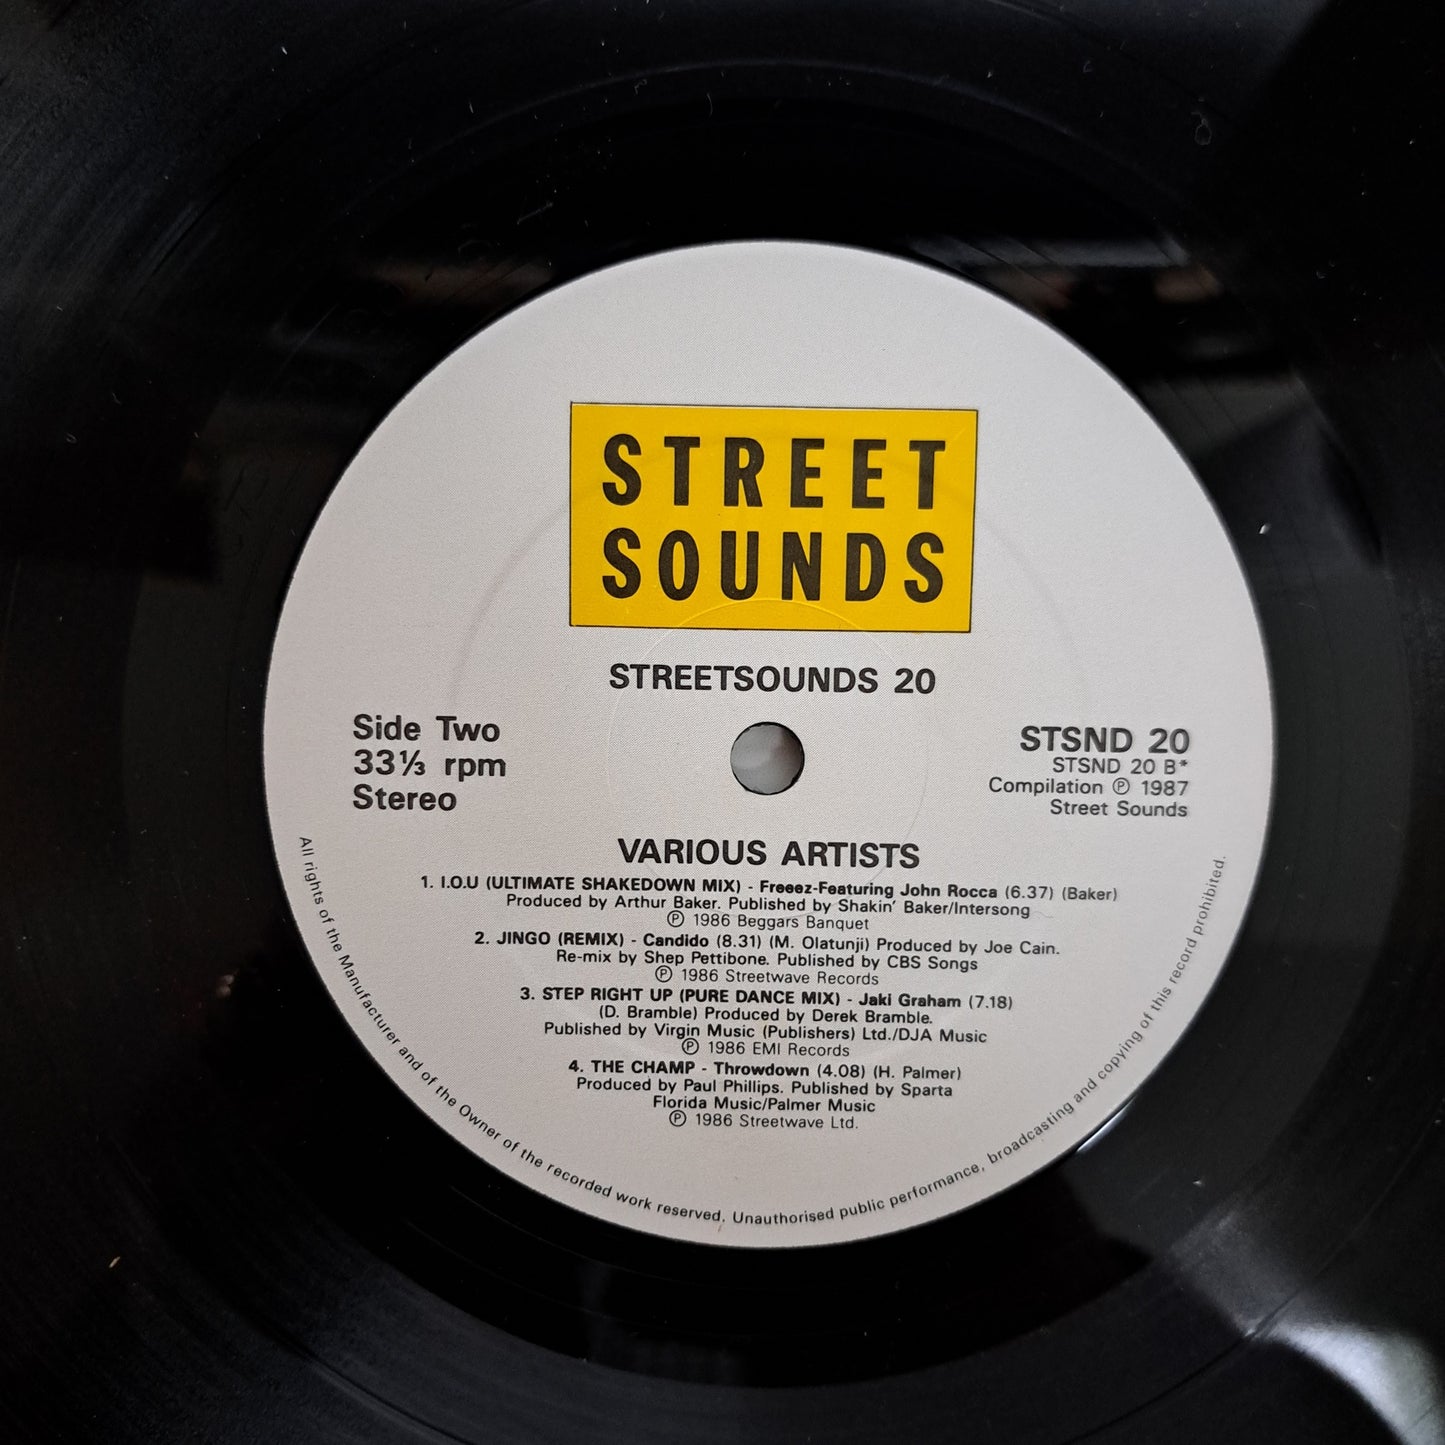 STREET
SOUNDS
STREETSOUNDS 20
Side Two
33⅓ rpm
Stereo
STSND 20
STSND 20 B*
Compilation ℗ 1987
Street Sounds
VARIOUS ARTISTS
1. I.O.U (ULTIMATE SHAKEDOWN MIX) - Freeez-Featuring John Rocca (6.37) (Baker)
Produced by Arthur Baker. Published by Shakin' Baker/Intersong
℗ 1986 Beggars Banquet
2. JINGO (REMIX) - Candido (8.31) (M. Olatunji) Produced by Joe Cain.
Re-mix by Shep Pettibone. Published by CBS Songs
℗ 1986 Streetwave Records
3. STEP RIGHT UP (PURE DANCE MIX) - Jaki Graham (7.18)
(D. Bramble) Produced by Derek Bramble.
Published by Virgin Music (Publishers) Ltd./DJA Music
℗ 1986 EMI Records
4. THE CHAMP - Throwdown (4.08) (H. Palmer)
Produced by Paul Phillips. Published by Sparta
Florida Music/Palmer Music
℗ 1986 Streetwave Ltd.
All rights of the Manufacturer and of the Owner of the recorded work reserved. Unauthorised public performance, broadcasting and copying of this record prohibited.